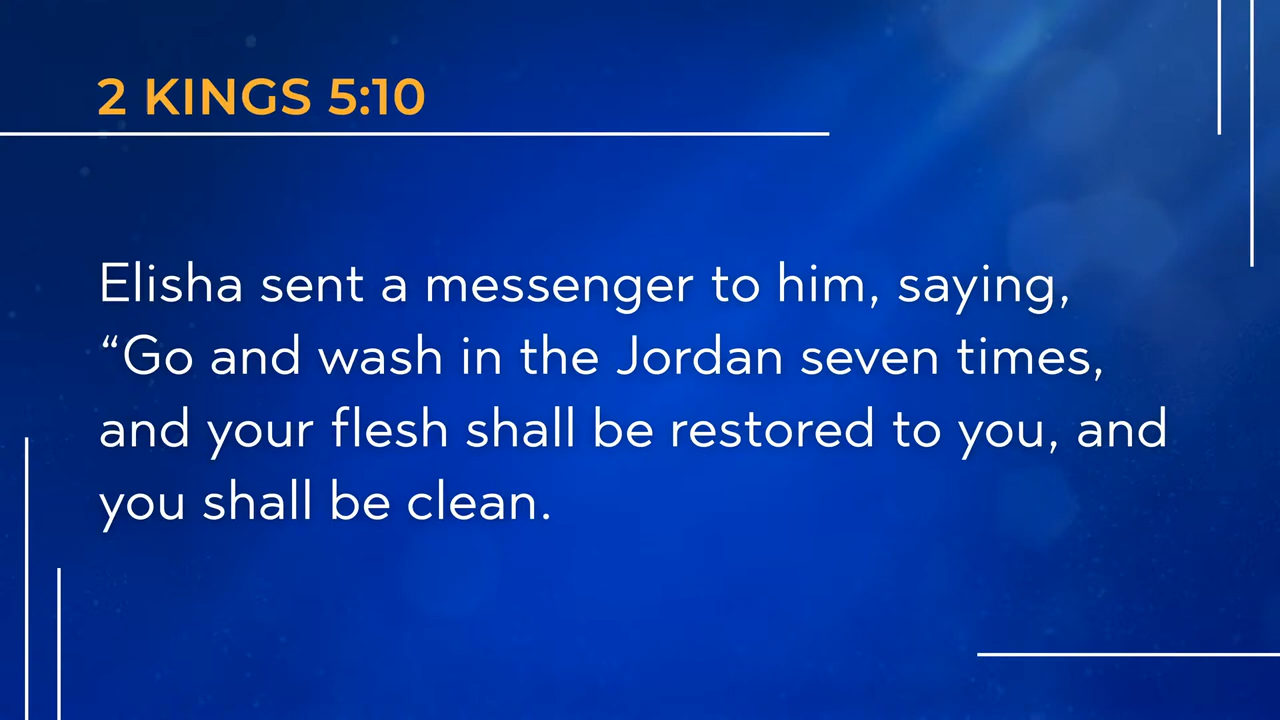 2 KINGS 5:10
Elisha sent a messenger to him, saying,
“Go and wash in the Jordan seven times,
and your flesh shall be restored to you, and
you shall be clean.